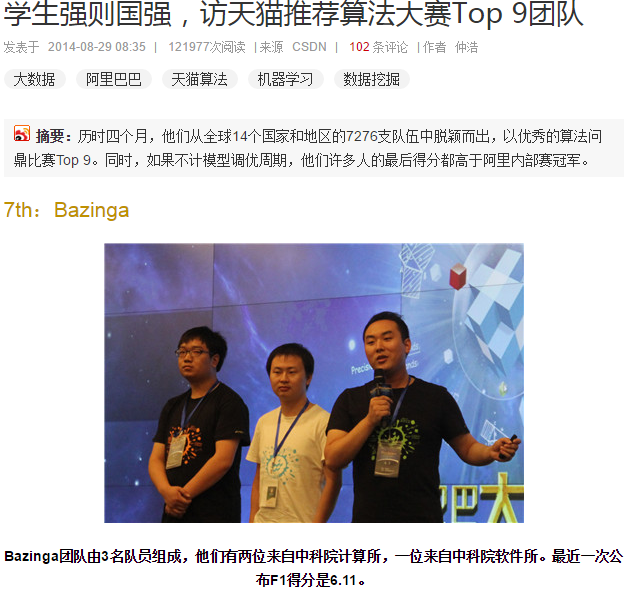 学生强则国强，访天猫推荐算法大赛Top 9团队
发表于 2014-08-29 08:35 | 121977次阅读 | 来源 CSDN | 102 条评论 | 作者 仲浩
大数据 阿里巴巴 天猫算法 机器学习 数据挖掘
摘要：历时四个月，他们从全球14个国家和地区的7276支队伍中脱颖而出，以优秀的算法问
鼎比赛Top 9。同时，如果不计模型调优周期，他们许多人的最后得分都高于阿里内部赛冠军。
7th：Bazinga
巴大
Bazinga团队由3名队员组成，他们有两位来自中科院计算所，一位来自中科院软件所。最近一次公
布F1得分是6.11。